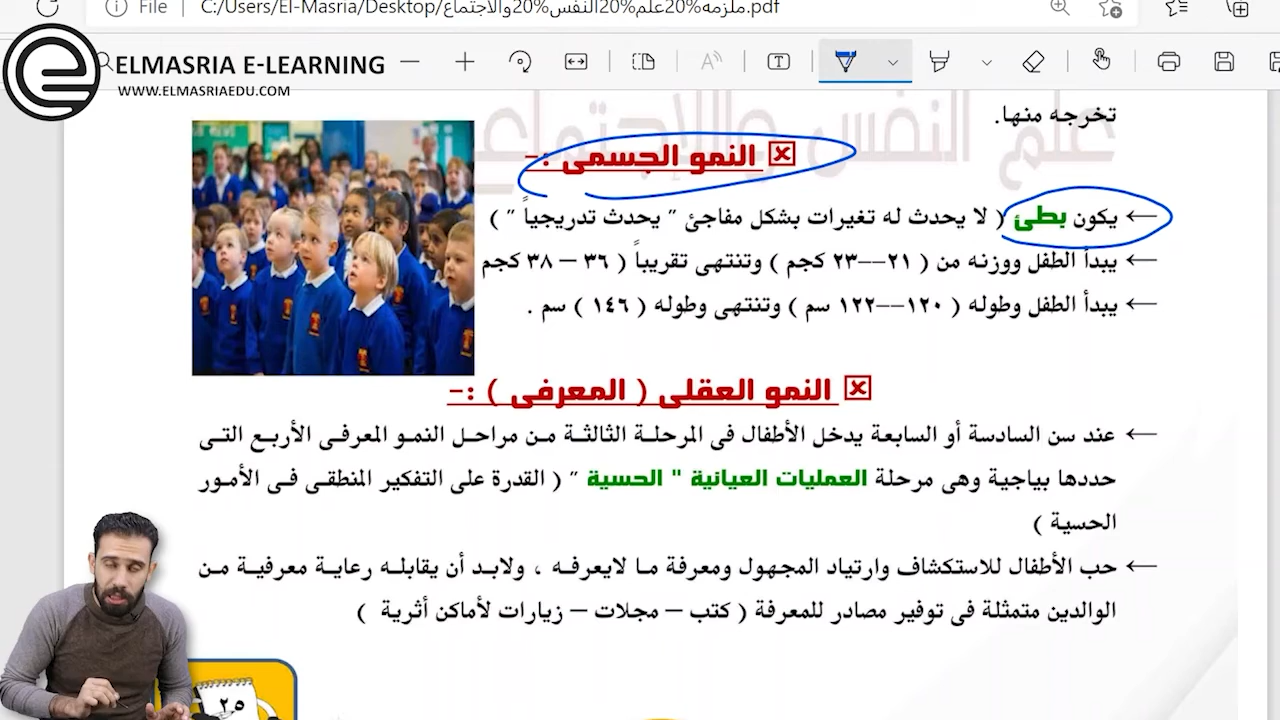 File
C:/Users/El-Masria/Desktop/ملزمه%20علم%20النفس%20والاجتماع.pdf
ELMASRIA E-LEARNING
WWW.ELMASRIAEDU.COM
علم النفس والإجتماع
تخرجه منها.
النمو الجسمى :-
← يكون بطئ ( لا يحدث له تغيرات بشكل مفاجئ " يحدث تدريجياً " )
← يبدأ الطفل ووزنه من ( ٢١--٢٣ كجم ) وتنتهى تقريباً ( ٣٦ – ٣٨ كجم
← يبدأ الطفل وطوله ( ١٢٠--١٢٢ سم ) وتنتهى وطوله ( ١٤٦ ) سم .
النمو العقلى ( المعرفى ) :-
← عند سن السادسة أو السابعة يدخل الأطفال فى المرحلة الثالثة من مراحل النمو المعرفى الأربع التى
حددها بياجية وهى مرحلة العمليات العيانية " الحسية " ( القدرة على التفكير المنطقى فى الأمور
الحسية )
← حب الأطفال للاستكشاف وارتياد المجهول ومعرفة ما لايعرفه ، ولابد أن يقابله رعاية معرفية من
الوالدين متمثلة فى توفير مصادر للمعرفة ( كتب – مجلات – زيارات لأماكن أثرية )
٢٥